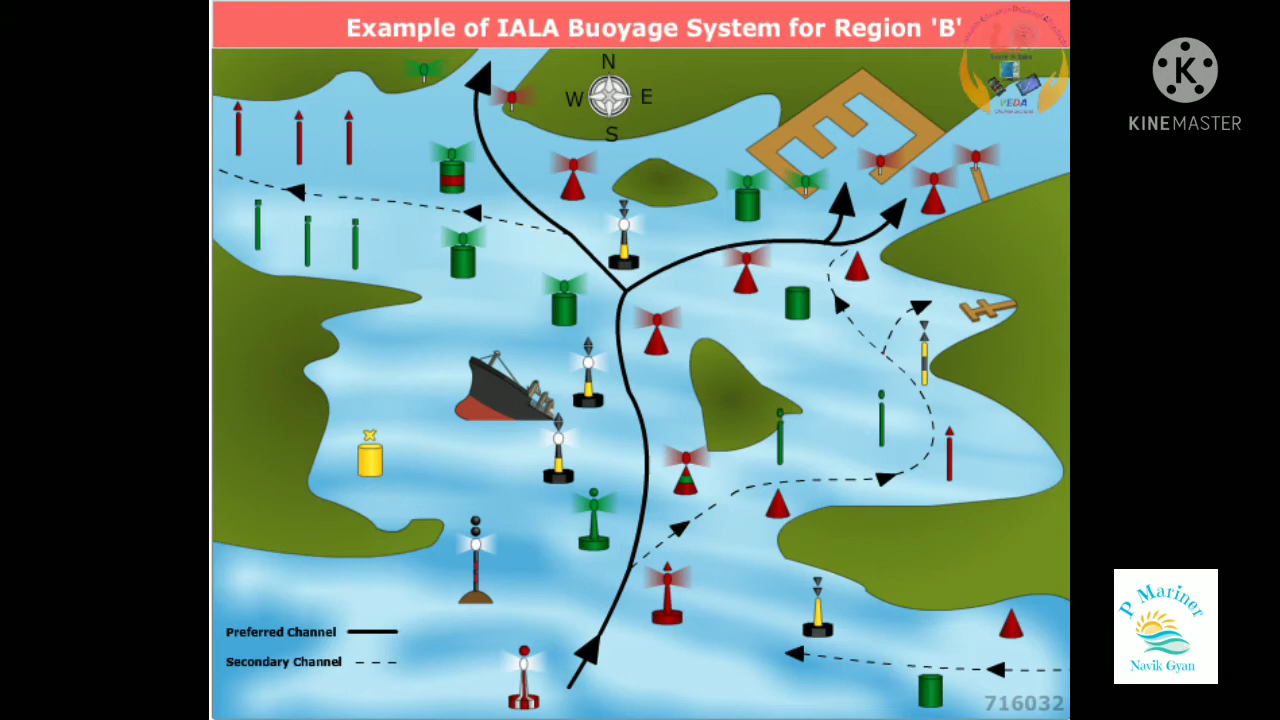 Example of IALA Buoyage System for Region 'B'
N
W E
S
VEDA
KINEMASTER
Preferred Channel
Secondary Channel
716032
P Mariner
Navik Gyan